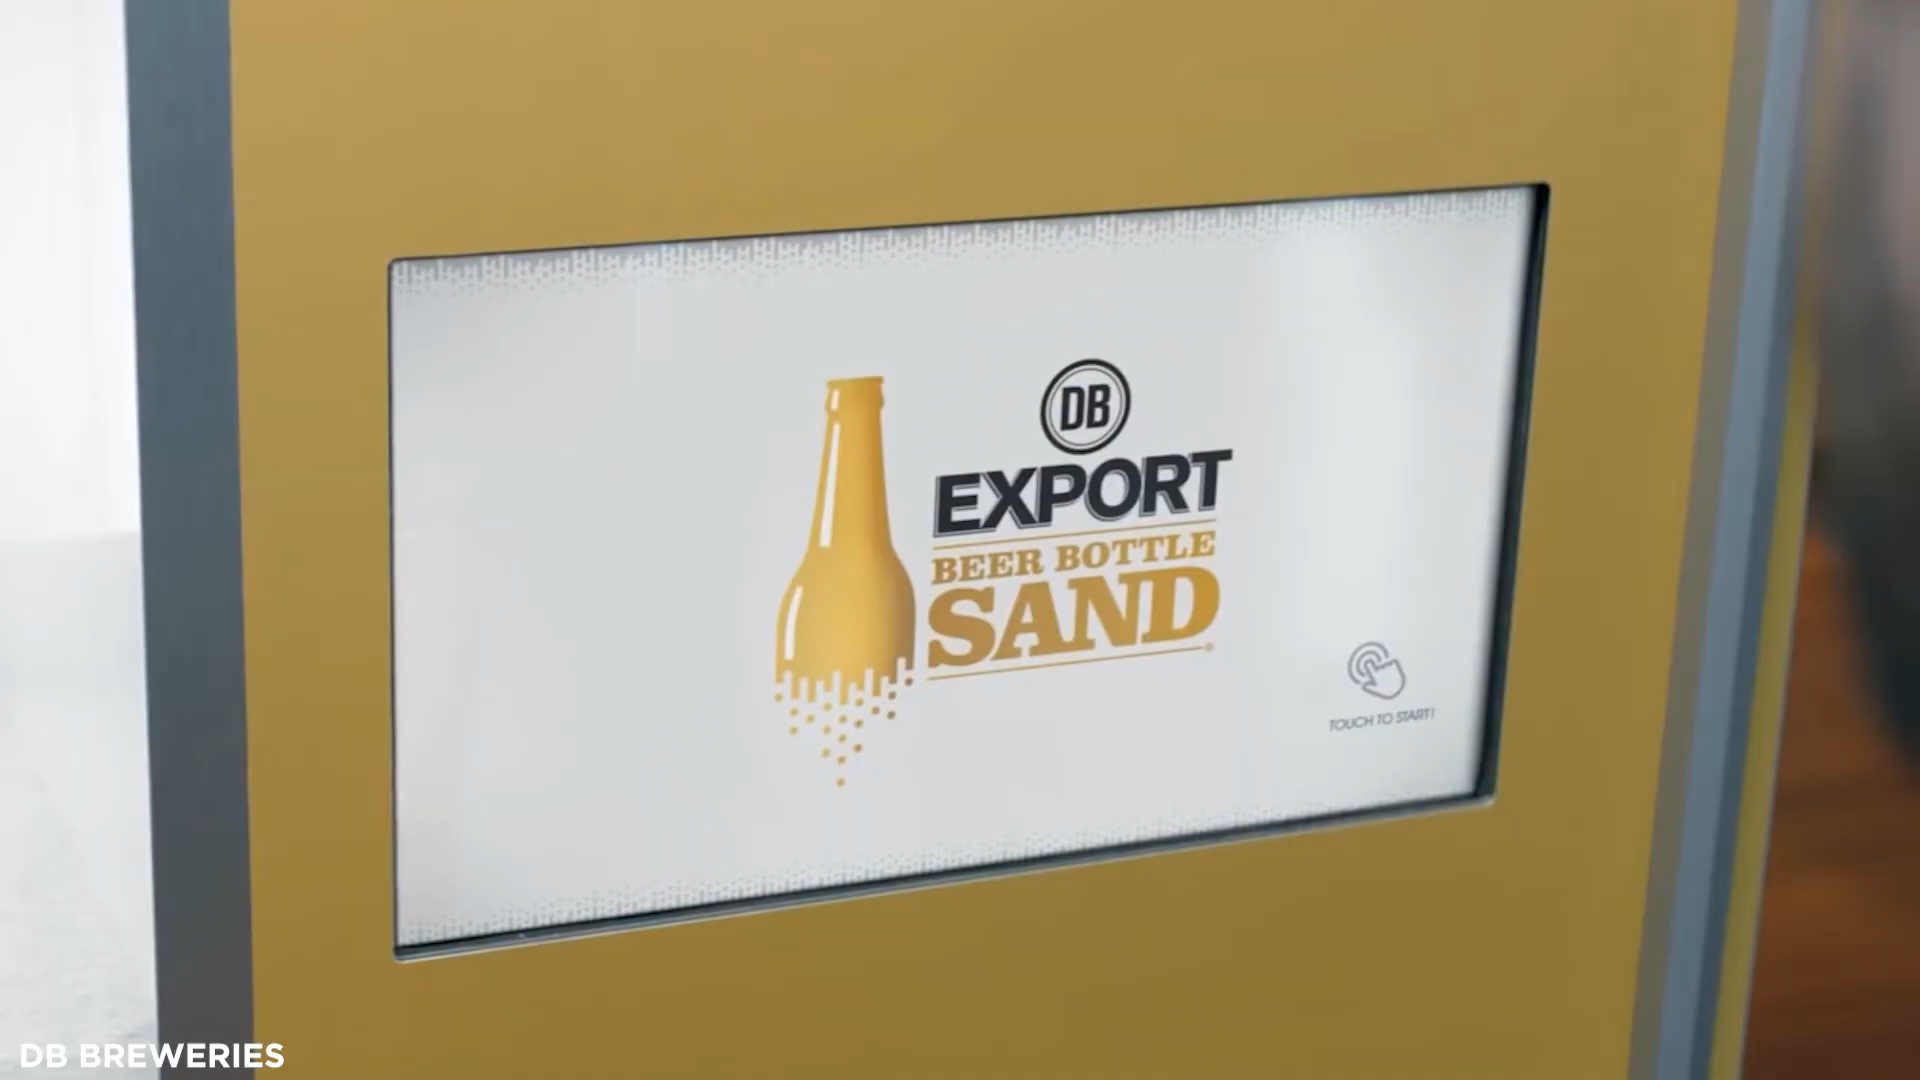 DB
EXPORT
BEER BOTTLE
SAND
TOUCH TO START!
DB BREWERIES